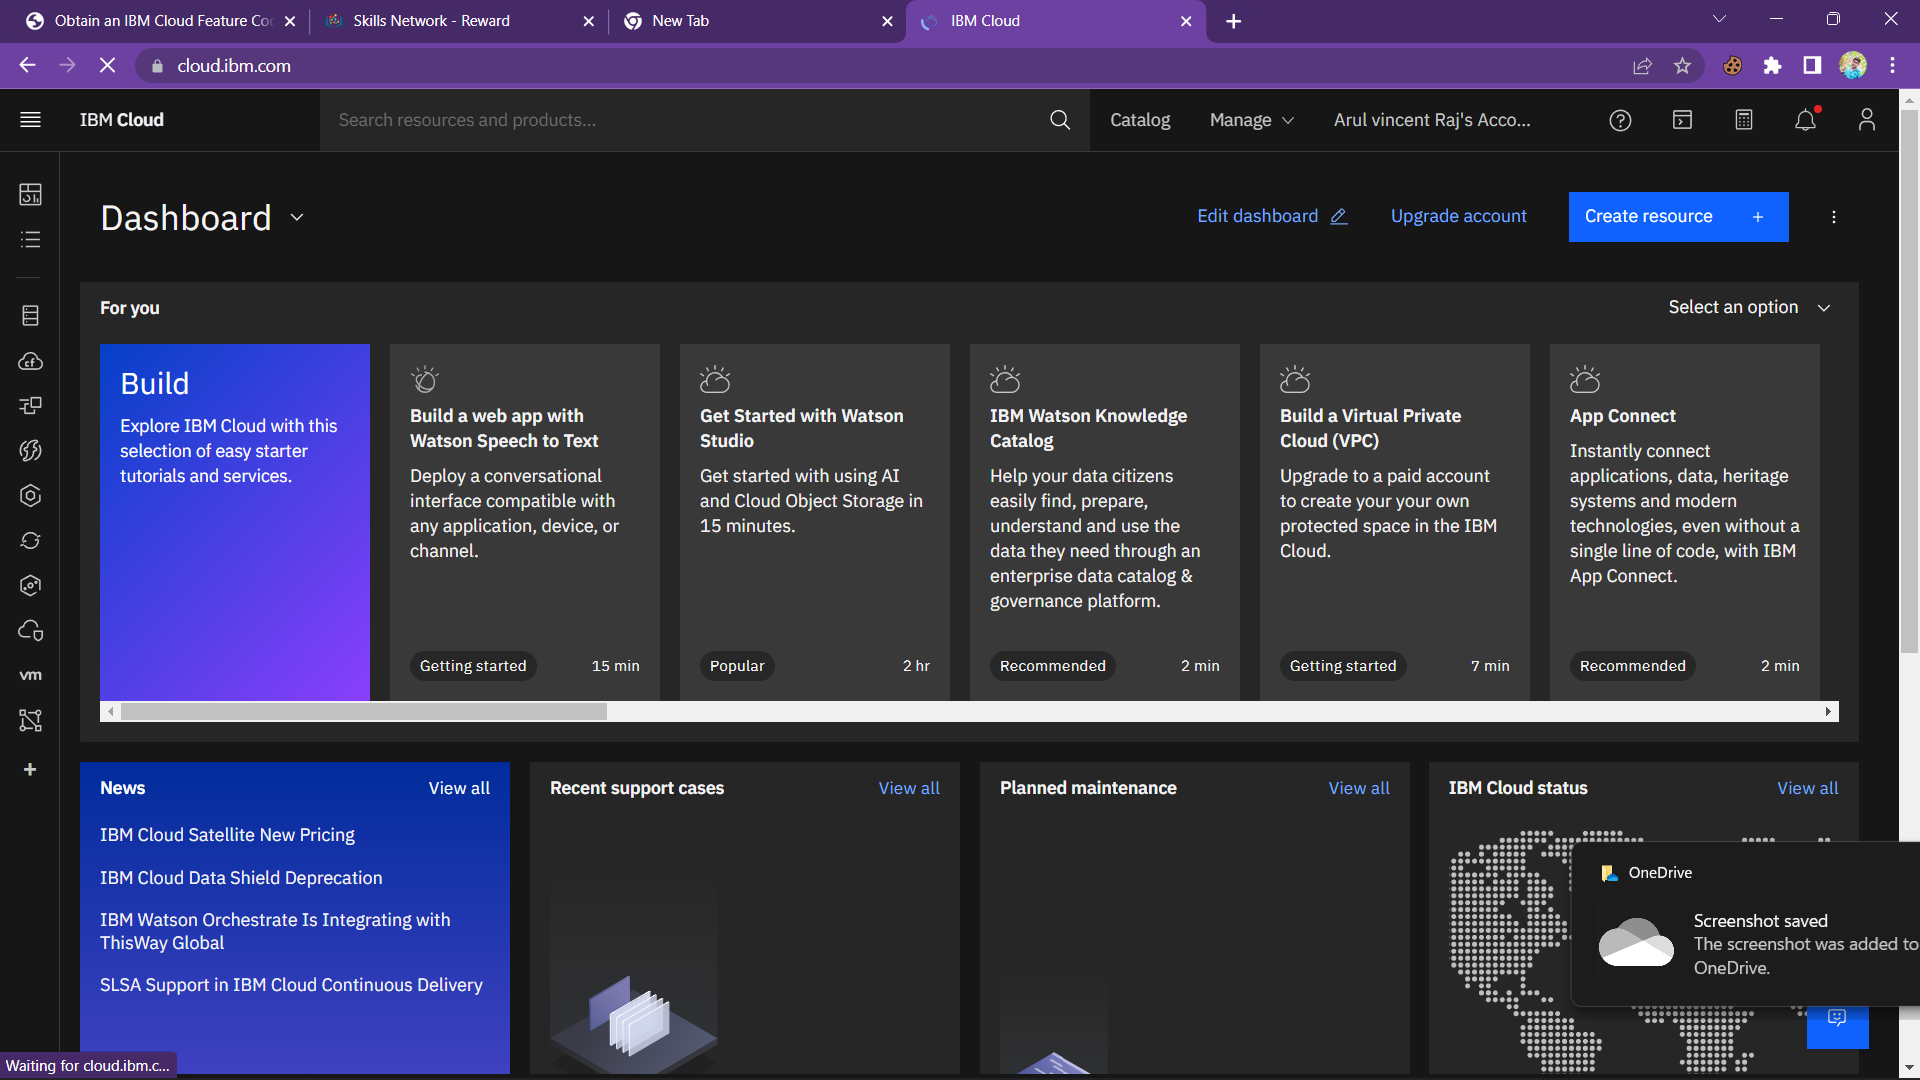 Obtain an IBM Cloud Feature Co
Skills Network - Reward
New Tab
IBM Cloud
cloud.ibm.com
IBM Cloud
Search resources and products...
Catalog
Manage
Arul vincent Raj's Acco...
Dashboard
Edit dashboard
Upgrade account
Create resource +
For you
Select an option
Build
Explore IBM Cloud with this
selection of easy starter
tutorials and services.
Build a web app with
Watson Speech to Text
Deploy a conversational
interface compatible with
any application, device, or
channel.
Getting started
15 min
Get Started with Watson
Studio
Get started with using AI
and Cloud Object Storage in
15 minutes.
Popular
2 hr
IBM Watson Knowledge
Catalog
Help your data citizens
easily find, prepare,
understand and use the
data they need through an
enterprise data catalog &
governance platform.
Recommended
2 min
Build a Virtual Private
Cloud (VPC)
Upgrade to a paid account
to create your your own
protected space in the IBM
Cloud.
Getting started
7 min
App Connect
Instantly connect
applications, data, heritage
systems and modern
technologies, even without a
single line of code, with IBM
App Connect.
Recommended
2 min
vm
News
View all
IBM Cloud Satellite New Pricing
IBM Cloud Data Shield Deprecation
IBM Watson Orchestrate Is Integrating with
ThisWay Global
SLSA Support in IBM Cloud Continuous Delivery
Recent support cases
View all
Planned maintenance
View all
IBM Cloud status
View all
OneDrive
Screenshot saved
The screenshot was added to
OneDrive.
Waiting for cloud.ibm.c...